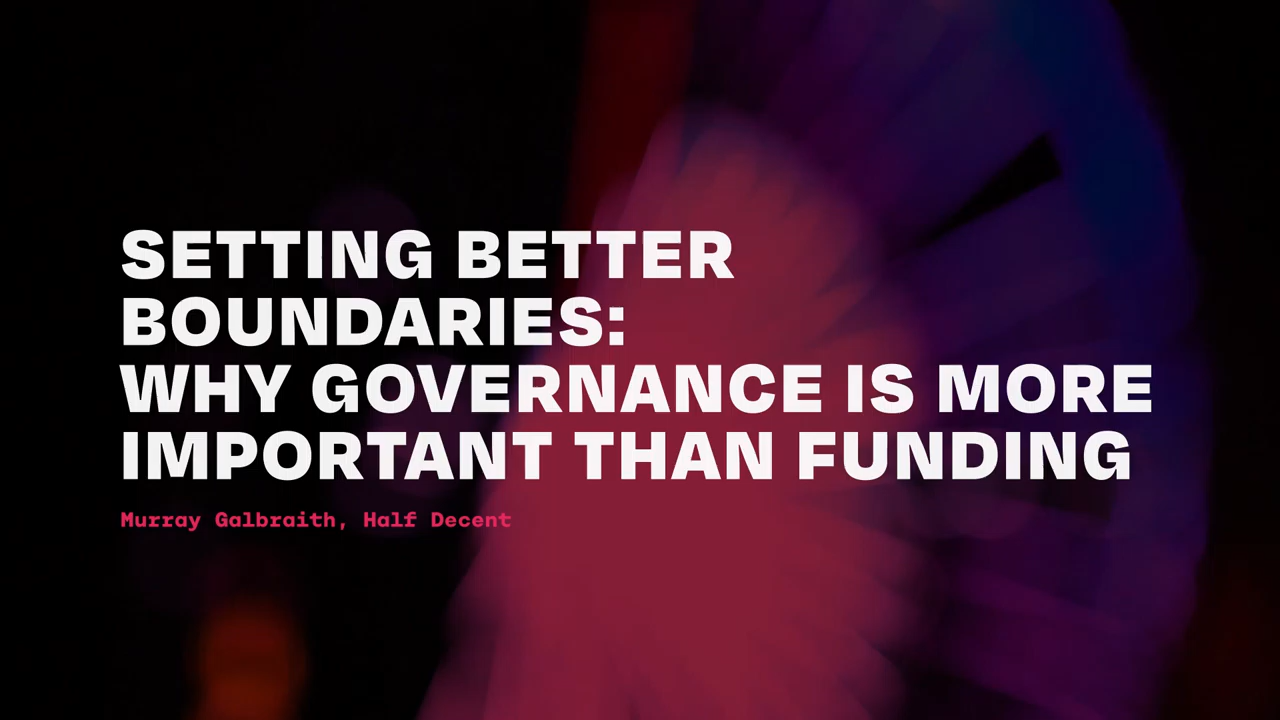 SETTING BETTER
BOUNDARIES:
WHY GOVERNANCE IS MORE
IMPORTANT THAN FUNDING
Murray Galbraith, Half Decent